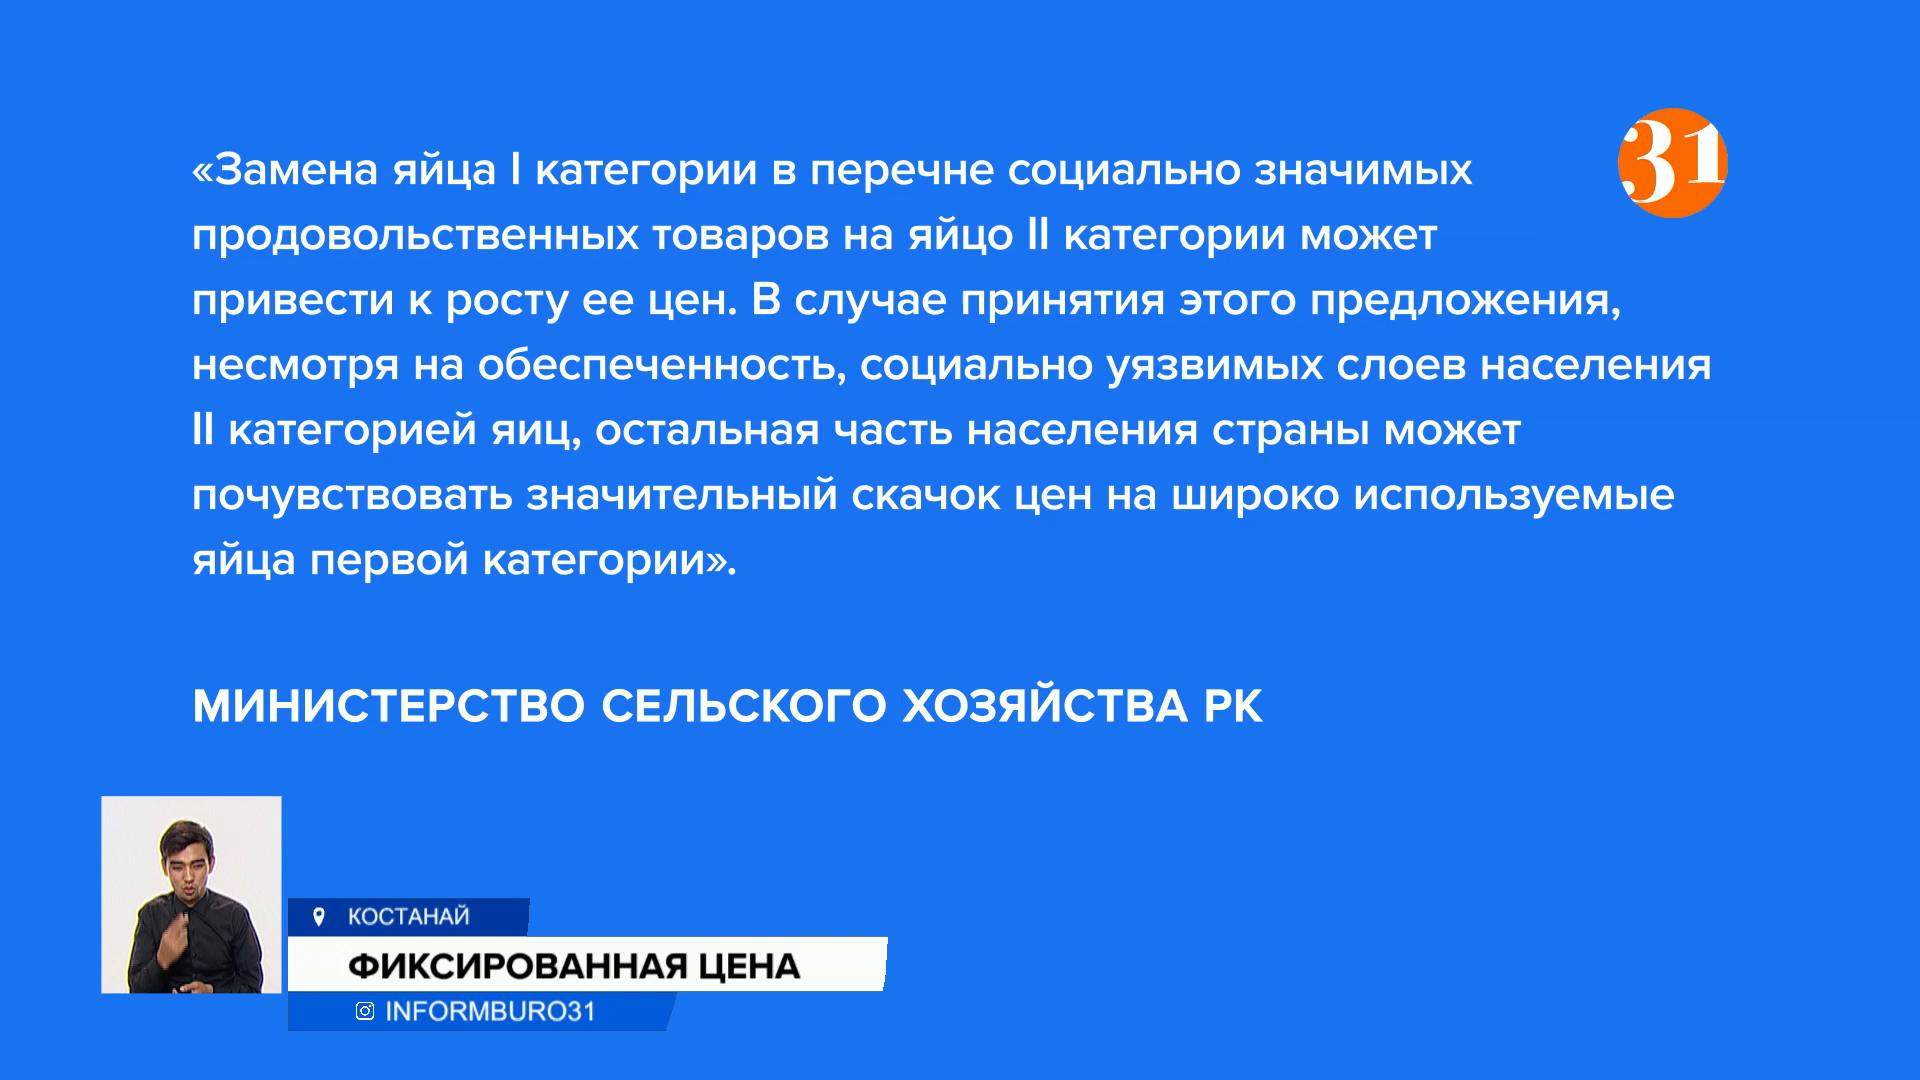 31
«Замена яйца I категории в перечне социально значимых
продовольственных товаров на яйцо II категории может
привести к росту ее цен. В случае принятия этого предложения,
несмотря на обеспеченность, социально уязвимых слоев населения
II категорией яиц, остальная часть населения страны может
почувствовать значительный скачок цен на широко используемые
яйца первой категории».
МИНИСТЕРСТВО СЕЛЬСКОГО ХОЗЯЙСТВА РК
КОСТАНАЙ
ФИКСИРОВАННАЯ ЦЕНА
INFORMBURO31